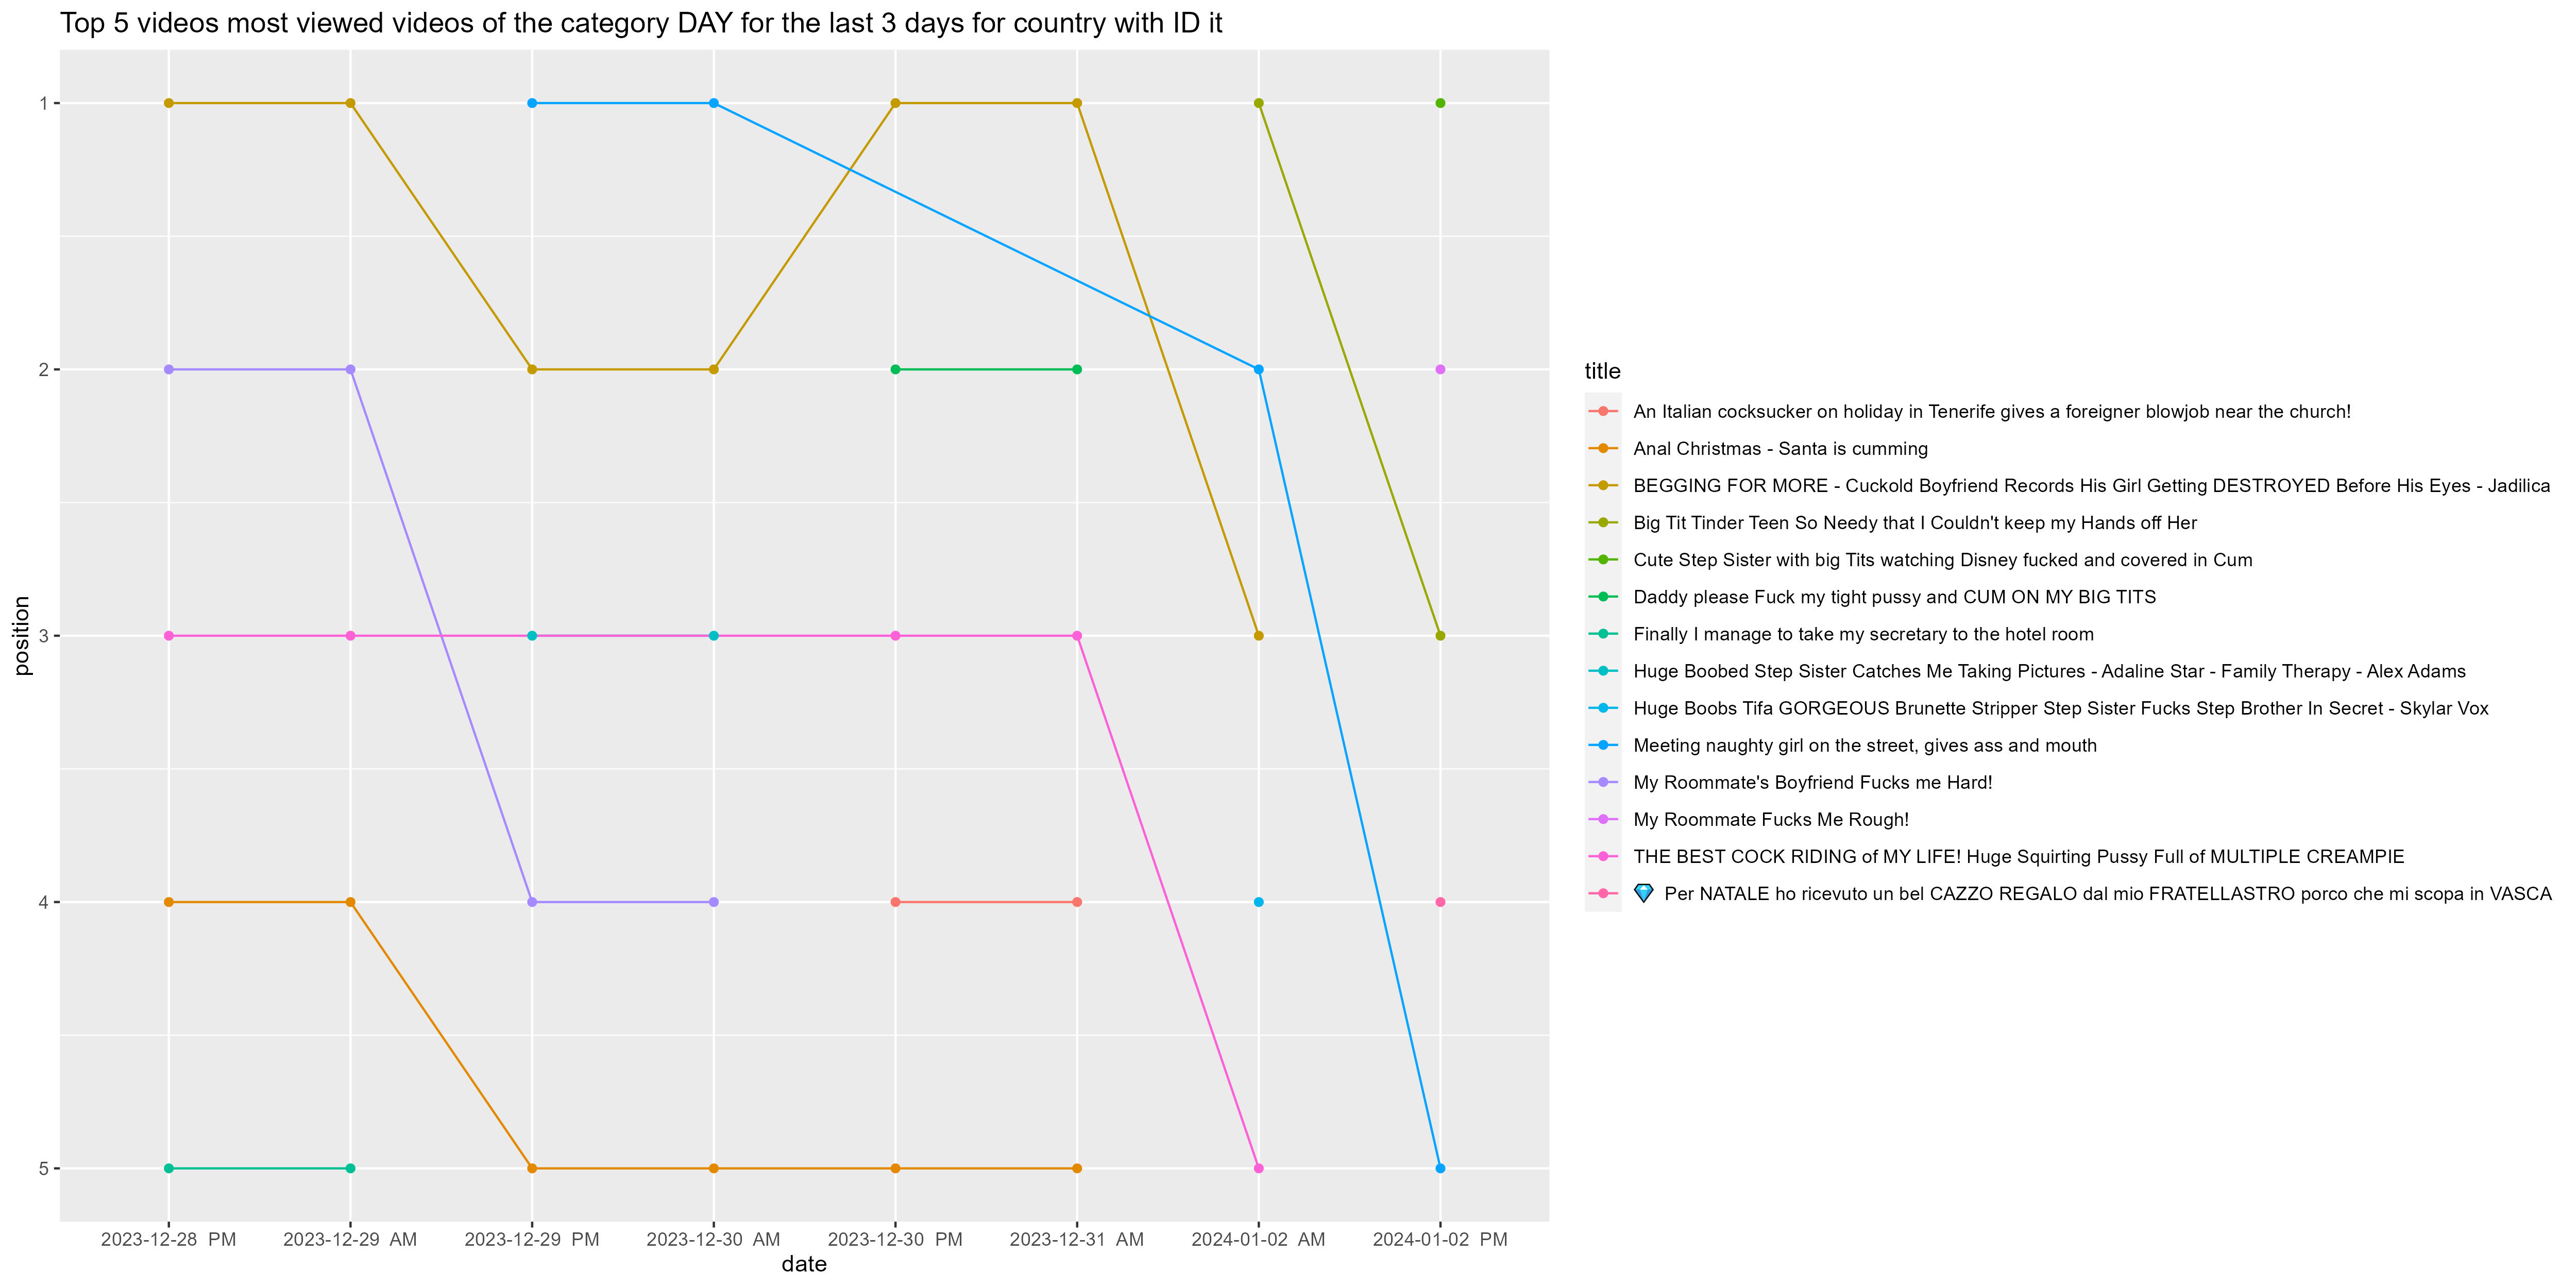 Top 5 videos most viewed videos of the category DAY for the last 3 days for country with ID it
position
1
2
3
4
5
2023-12-28 PM
2023-12-29 AM
2023-12-29 PM
2023-12-30 AM
2023-12-30 PM
2023-12-31 AM
2024-01-02 AM
2024-01-02 PM
date
title
An Italian cocksucker on holiday in Tenerife gives a foreigner blowjob near the church!
Anal Christmas - Santa is cumming
BEGGING FOR MORE - Cuckold Boyfriend Records His Girl Getting DESTROYED Before His Eyes - Jadilica
Big Tit Tinder Teen So Needy that I Couldn't keep my Hands off Her
Cute Step Sister with big Tits watching Disney fucked and covered in Cum
Daddy please Fuck my tight pussy and CUM ON MY BIG TITS
Finally I manage to take my secretary to the hotel room
Huge Boobed Step Sister Catches Me Taking Pictures - Adaline Star - Family Therapy - Alex Adams
Huge Boobs Tifa GORGEOUS Brunette Stripper Step Sister Fucks Step Brother In Secret - Skylar Vox
Meeting naughty girl on the street, gives ass and mouth
My Roommate's Boyfriend Fucks me Hard!
My Roommate Fucks Me Rough!
THE BEST COCK RIDING of MY LIFE! Huge Squirting Pussy Full of MULTIPLE CREAMPIE
💎 Per NATALE ho ricevuto un bel CAZZO REGALO dal mio FRATELLASTRO porco che mi scopa in VASCA